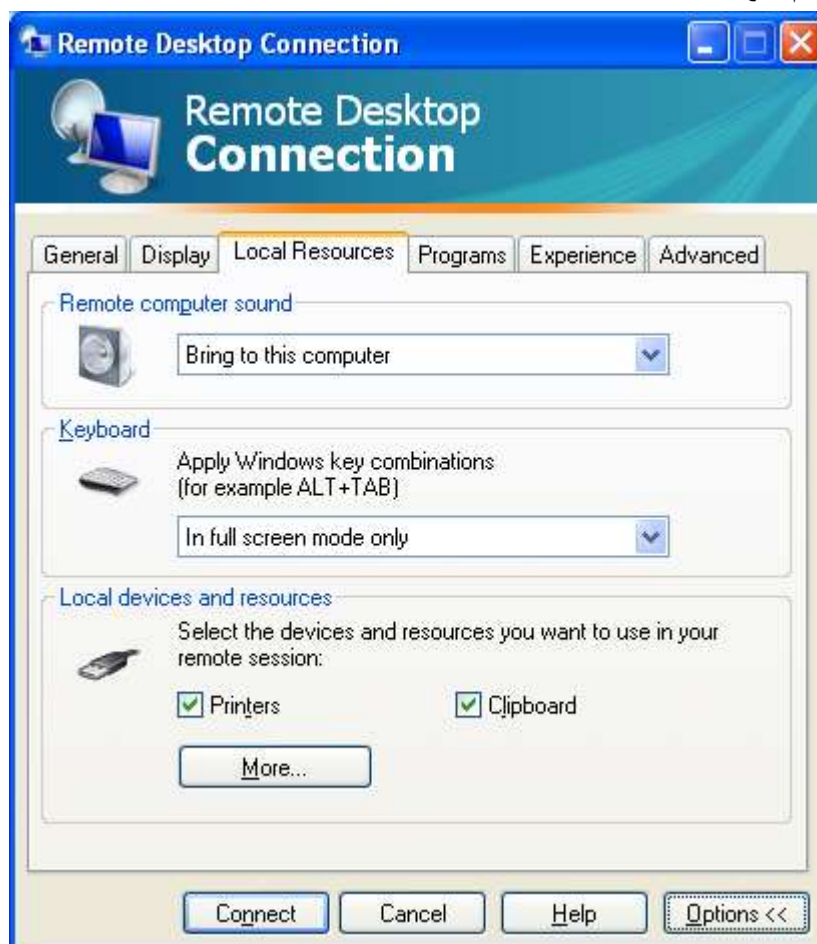 Remote Desktop Connection
Remote Desktop
Connection
General Display Local Resources Programs Experience Advanced
Remote computer sound
Bring to this computer
Keyboard
Apply Windows key combinations
(for example ALT+TAB)
In full screen mode only
Local devices and resources
Select the devices and resources you want to use in your
remote session:
Printers Clipboard
More...
Connect Cancel Help Options <<